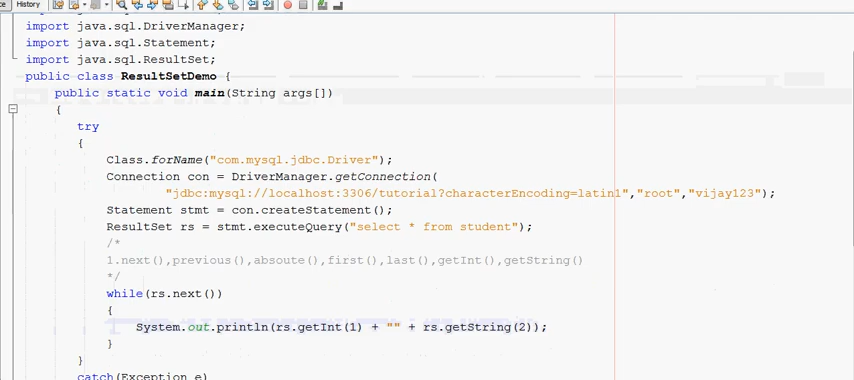 History
import java.sql.DriverManager;
import java.sql.Statement;
import java.sql.ResultSet;
public class ResultSetDemo {
public static void main(String args[])
{
try
{
Class.forName("com.mysql.jdbc.Driver");
Connection con = DriverManager.getConnection(
"jdbc:mysql://localhost:3306/tutorial?characterEncoding=latin1","root","vijay123");
Statement stmt = con.createStatement();
ResultSet rs = stmt.executeQuery("select * from student");
/*
1.next(),previous(),absoute(),first(),last(),getInt(),getString()
*/
while(rs.next())
{
System.out.println(rs.getInt(1) + "" + rs.getString(2));
}
}
catch(Exception e)